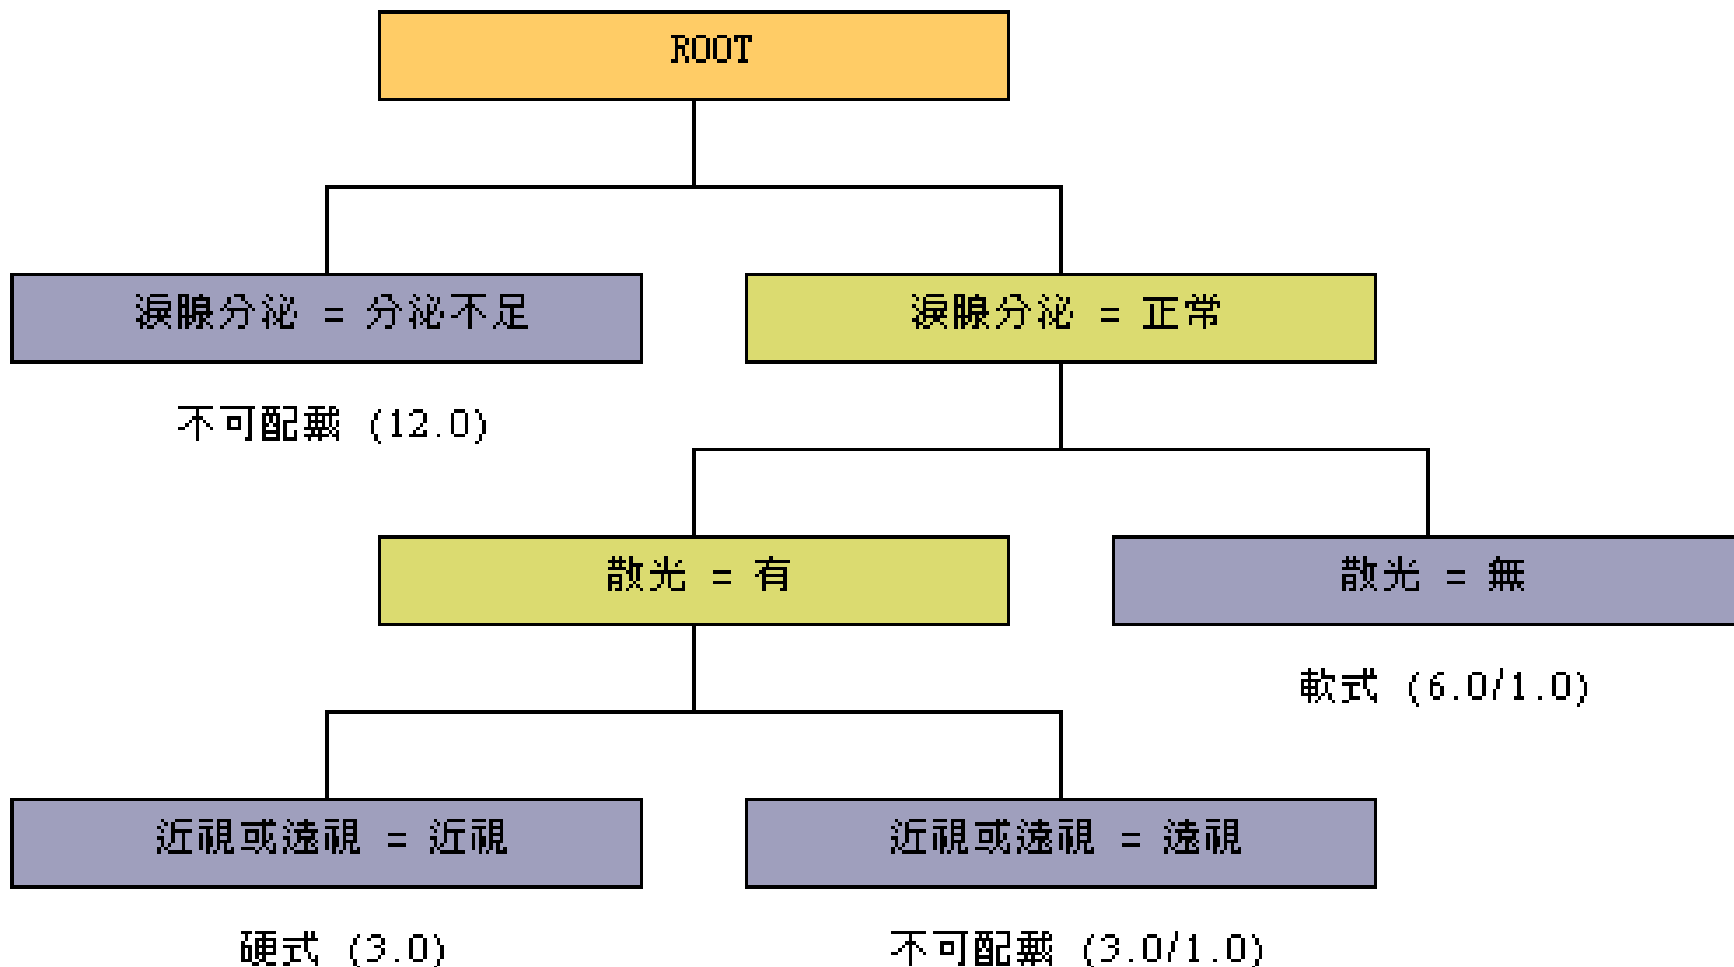 ROOT
淚腺分泌 = 分泌不足
淚腺分泌 = 正常
不可配戴 (12.0)
散光 = 有
散光 = 無
軟式 (6.0/1.0)
近視或遠視 = 近視
近視或遠視 = 遠視
硬式 (3.0)
不可配戴 (3.0/1.0)